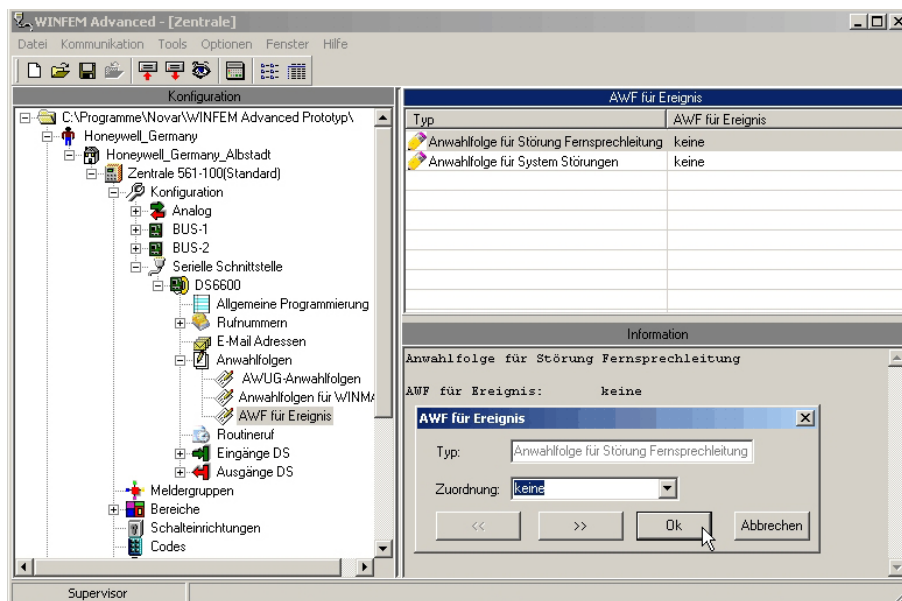 WINFEM Advanced - [Zentrale]
Datei Kommunikation Tools Optionen Fenster Hilfe
Konfiguration
C:\Programme\Novar\WINFEM Advanced Prototyp\
Honeywell_Germany
Honeywell_Germany_Albstadt
Zentrale 561-100(Standard)
Konfiguration
Analog
BUS-1
BUS-2
Serielle Schnittstelle
DS6600
Allgemeine Programmierung
Rufnummern
E-Mail Adressen
Anwahlfolgen
AWUG-Anwahlfolgen
Anwahlfolgen für WINMA
AWF für Ereignis
Routineruf
Eingänge DS
Ausgänge DS
Meldergruppen
Bereiche
Schalteinrichtungen
Codes
AWF für Ereignis
Typ AWF für Ereignis
Anwahlfolge für Störung Fernsprechleitung keine
Anwahlfolge für System Störungen keine
Information
Anwahlfolge für Störung Fernsprechleitung
AWF für Ereignis: keine
AWF für Ereignis
Typ: Anwahlfolge für Störung Fernsprechleitung
Zuordnung: keine
<< >> Ok Abbrechen
Supervisor